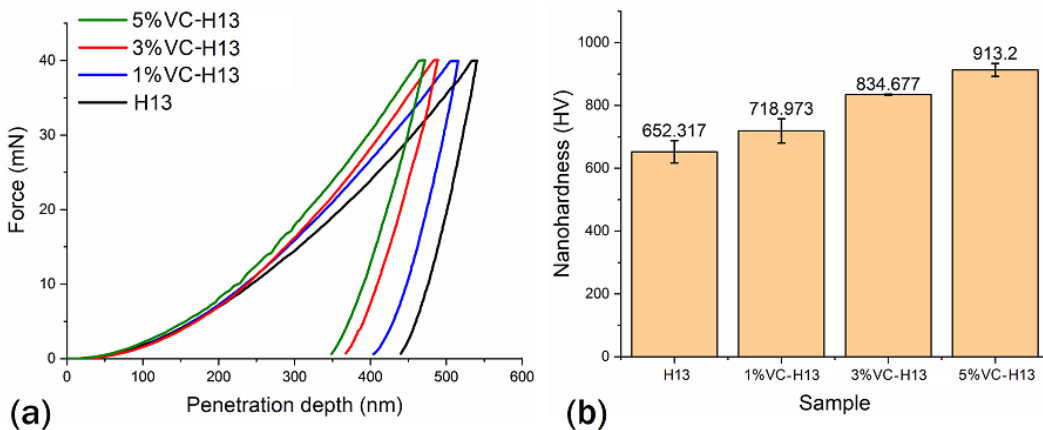 5%VC-H13
3%VC-H13
1%VC-H13
H13
Force (mN)
40
30
20
10
0
0 100 200 300 400 500 600
Penetration depth (nm)
(a)
Nanohardness (HV)
1000
800
600
400
200
0
652.317
718.973
834.677
913.2
H13 1%VC-H13 3%VC-H13 5%VC-H13
Sample
(b)